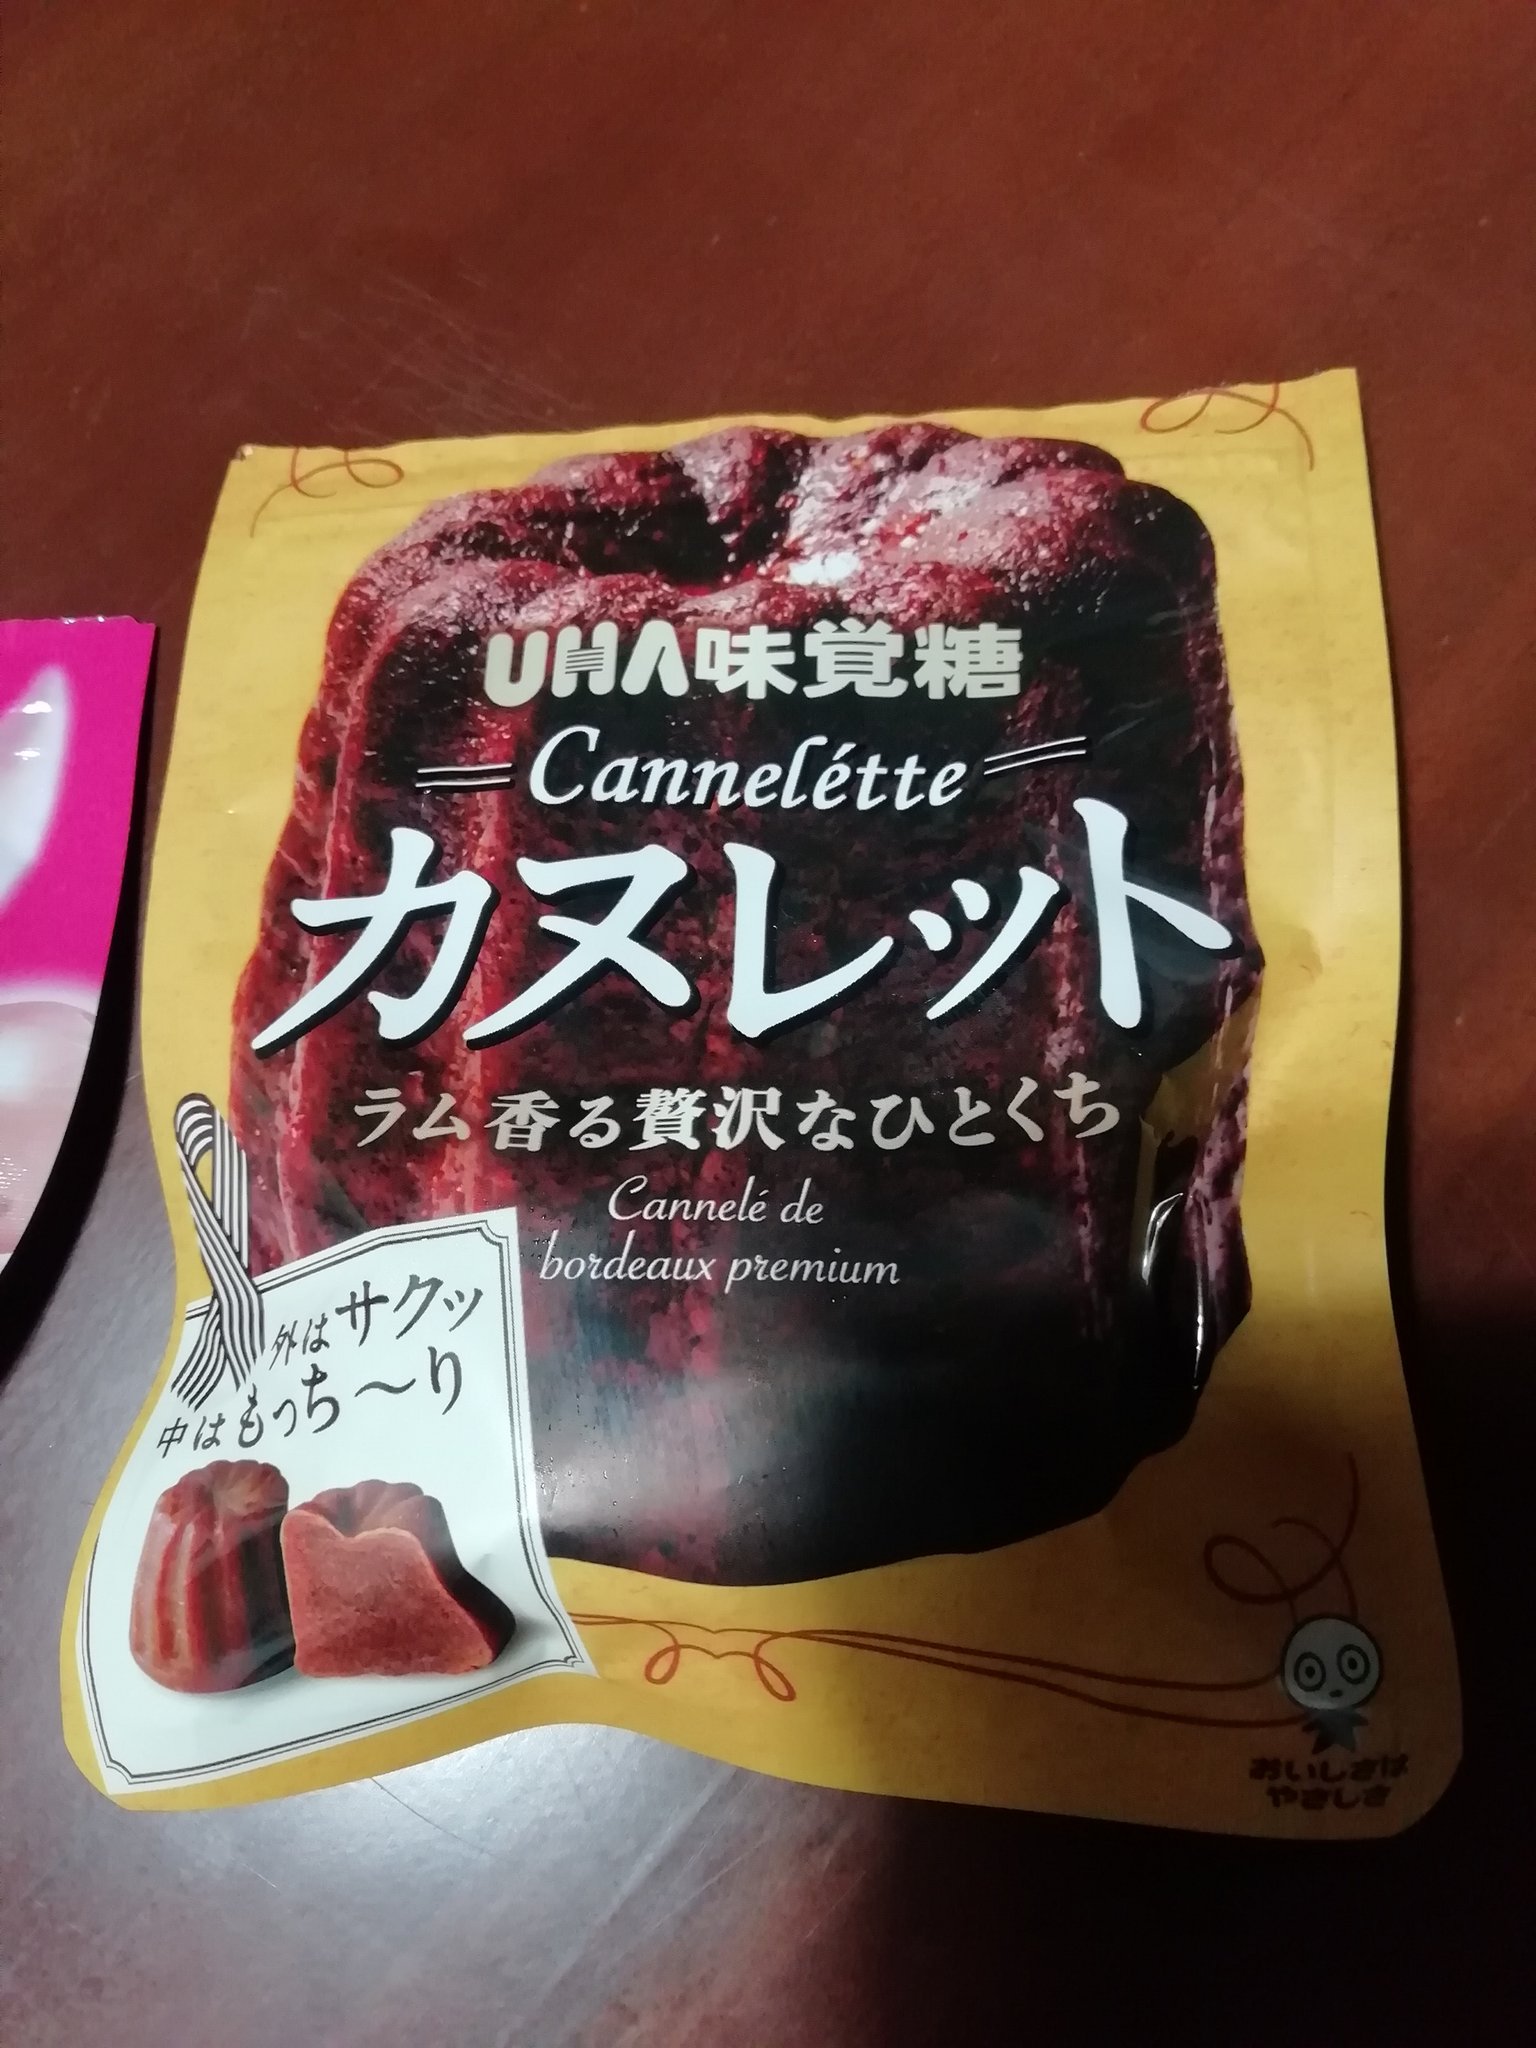 UHA味覚糖
Cannelétte
カヌレット
ラム香る贅沢なひとくち
Cannelé de
bordeaux premium
外はサクッ
中はもっち〜り
おいしさは
やさしさ